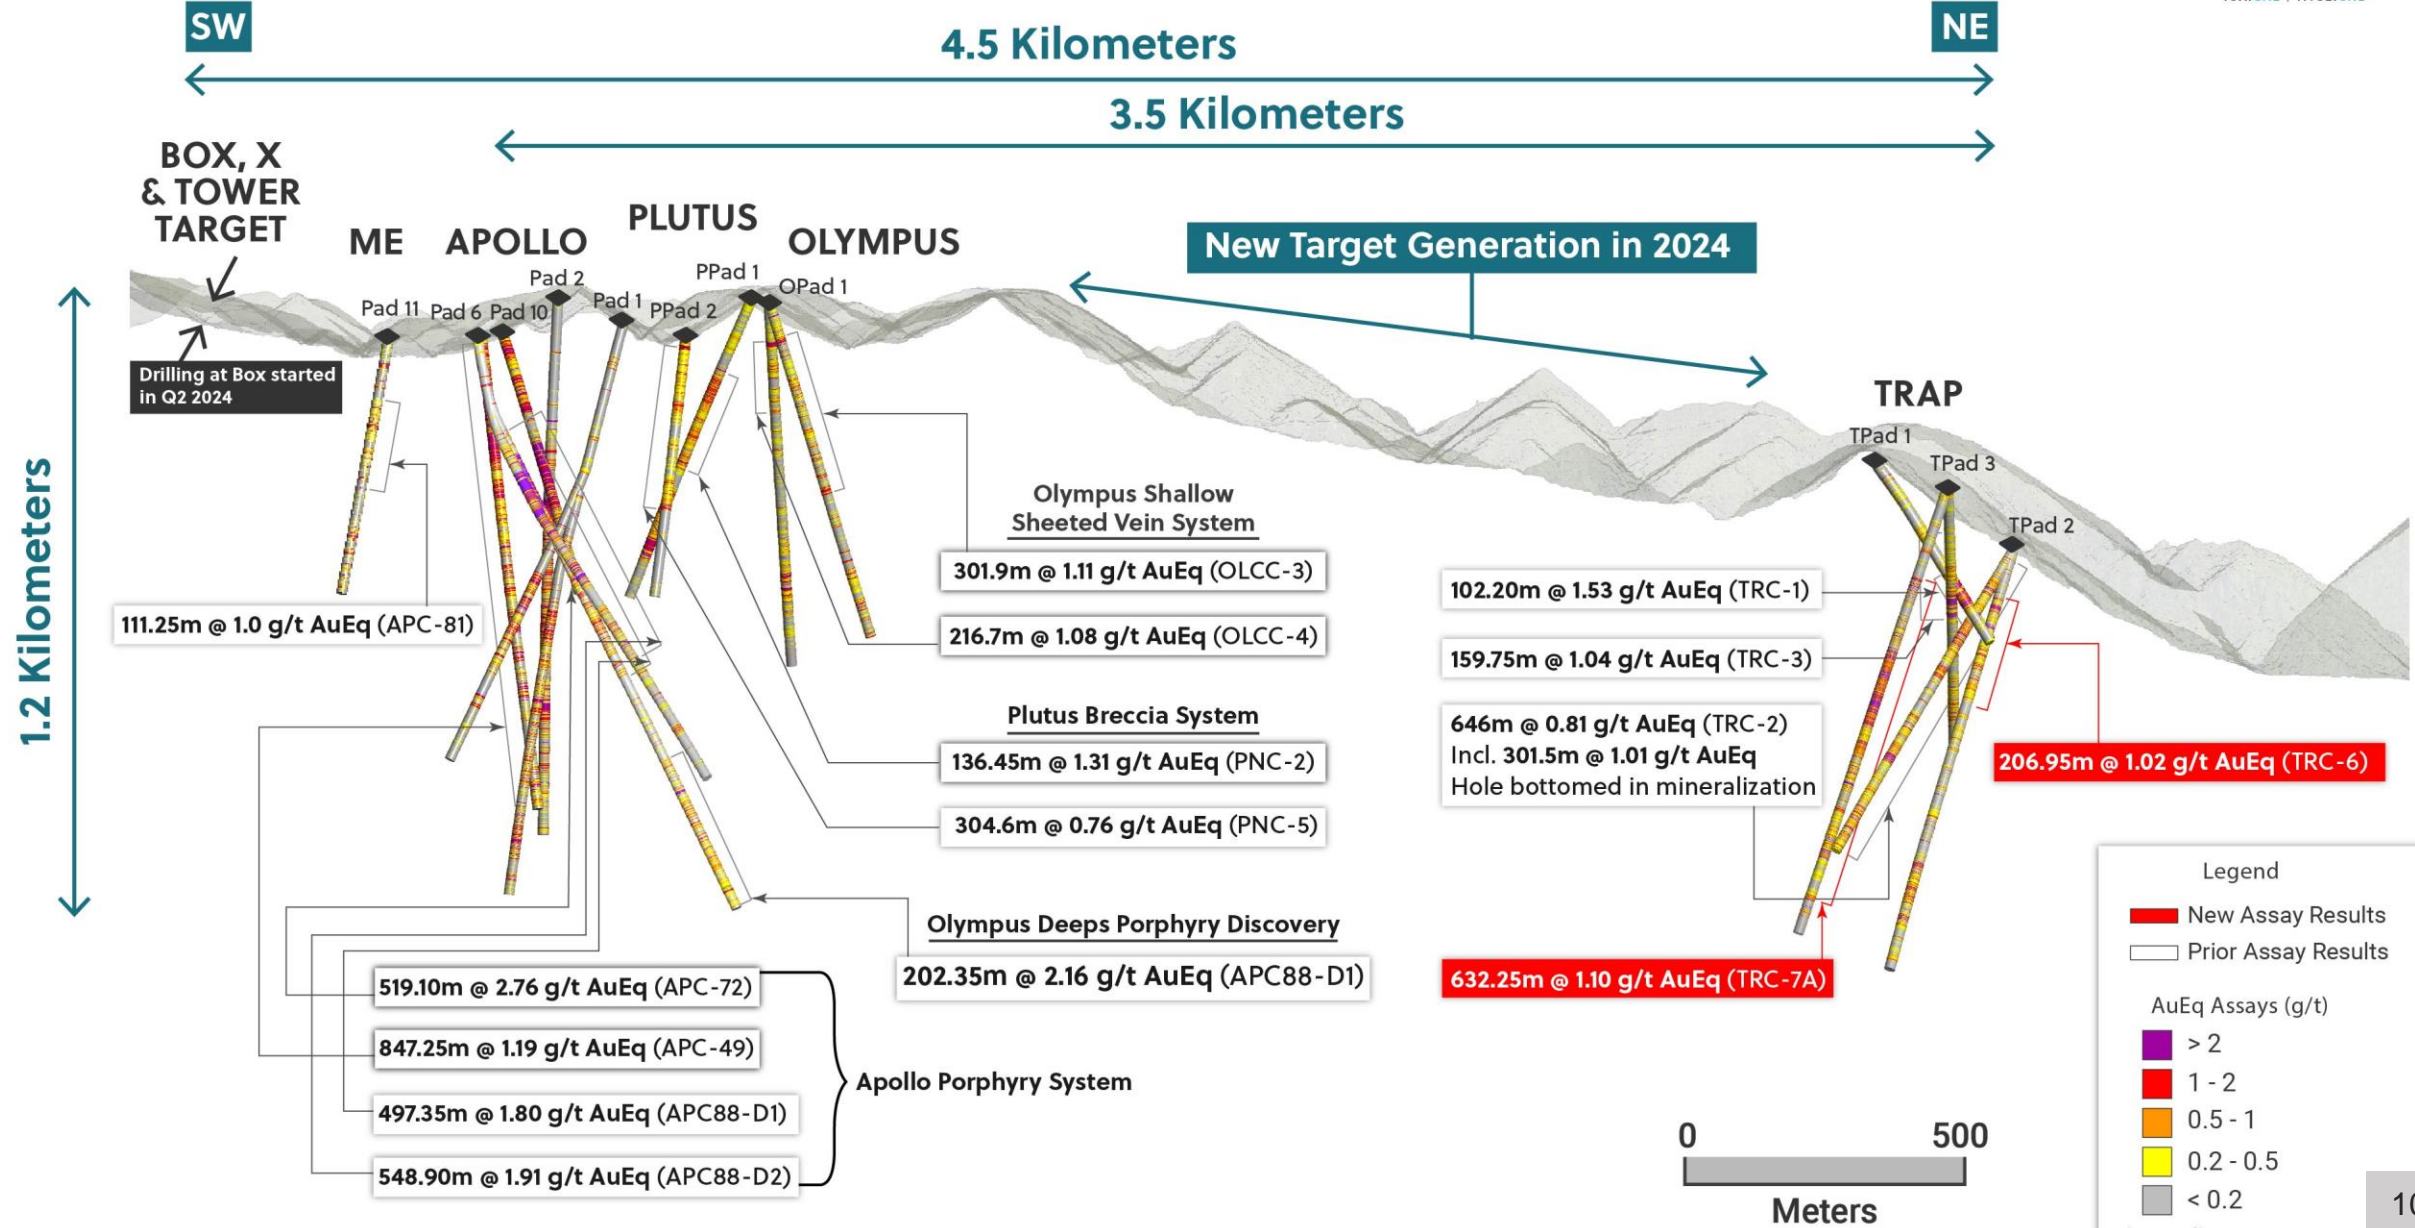 SW
NE
4.5 Kilometers
3.5 Kilometers
BOX, X
& TOWER
TARGET
ME
APOLLO
PLUTUS
OLYMPUS
New Target Generation in 2024
TRAP
Pad 11
Pad 6
Pad 10
Pad 2
Pad 1
PPad 2
PPad 1
OPad 1
TPad 1
TPad 3
TPad 2
Drilling at Box started
in Q2 2024
1.2 Kilometers
111.25m @ 1.0 g/t AuEq (APC-81)
Olympus Shallow
Sheeted Vein System
301.9m @ 1.11 g/t AuEq (OLCC-3)
216.7m @ 1.08 g/t AuEq (OLCC-4)
Plutus Breccia System
136.45m @ 1.31 g/t AuEq (PNC-2)
304.6m @ 0.76 g/t AuEq (PNC-5)
Olympus Deeps Porphyry Discovery
202.35m @ 2.16 g/t AuEq (APC88-D1)
519.10m @ 2.76 g/t AuEq (APC-72)
847.25m @ 1.19 g/t AuEq (APC-49)
497.35m @ 1.80 g/t AuEq (APC88-D1)
548.90m @ 1.91 g/t AuEq (APC88-D2)
Apollo Porphyry System
102.20m @ 1.53 g/t AuEq (TRC-1)
159.75m @ 1.04 g/t AuEq (TRC-3)
646m @ 0.81 g/t AuEq (TRC-2)
Incl. 301.5m @ 1.01 g/t AuEq
Hole bottomed in mineralization
206.95m @ 1.02 g/t AuEq (TRC-6)
632.25m @ 1.10 g/t AuEq (TRC-7A)
0 500
Meters
Legend
New Assay Results
Prior Assay Results
AuEq Assays (g/t)
> 2
1 - 2
0.5 - 1
0.2 - 0.5
< 0.2